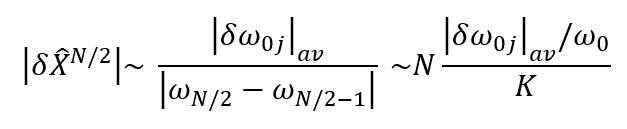 |δX̂^{N/2}| ~ |δω_{0j}|_{av} / |ω_{N/2} − ω_{N/2−1}| ~ N (|δω_{0j}|_{av}/ω_0) / K